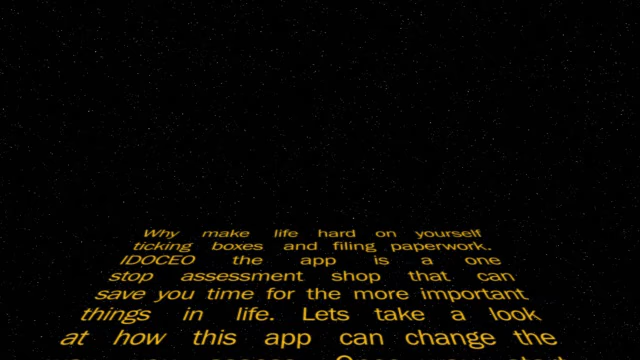 Why make life hard on yourself
ticking boxes and filing paperwork.
IDOCEO the app is a one
stop assessment shop that can
save you time for the more important
things in life. Lets take a look
at how this app can change the